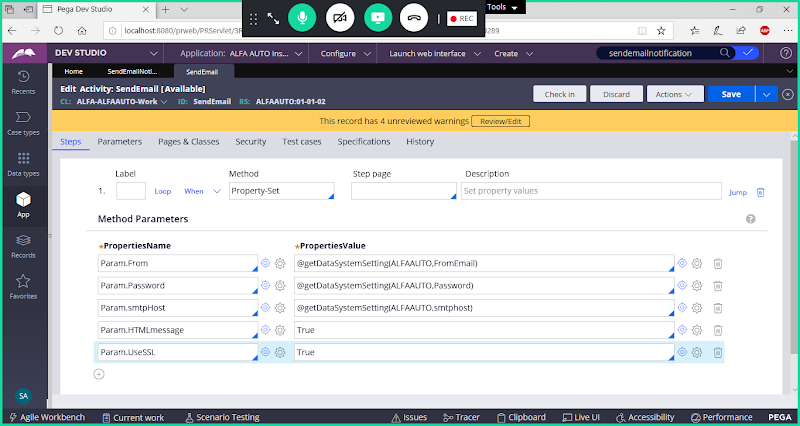 Pega Dev Studio
Tools
REC
localhost:8080/prweb/PRServlet/3F
0289
ABP
DEV STUDIO
Application: ALFA AUTO Ins...
Configure
Launch web interface
Create
sendemailnotification
Home
SendEmailNoti...
SendEmail
Recents
Case types
Data types
App
Records
Favorites
SA
Edit Activity: SendEmail [Available]
CL: ALFA-ALFAAUTO-Work
ID: SendEmail
RS: ALFAAUTO:01-01-02
Check in
Discard
Actions
Save
This record has 4 unreviewed warnings
Review/Edit
Steps
Parameters
Pages & Classes
Security
Test cases
Specifications
History
Label
Method
Step page
Description
1.
Loop
When
Property-Set
Set property values
Jump
Method Parameters
?
★PropertiesName
★PropertiesValue
Param.From
@getDataSystemSetting(ALFAAUTO,FromEmail)
Param.Password
@getDataSystemSetting(ALFAAUTO,Password)
Param.smtpHost
@getDataSystemSetting(ALFAAUTO,smtphost)
Param.HTMLmessage
True
Param.UseSSL
True
Agile Workbench
Current work
Scenario Testing
Issues
Tracer
Clipboard
Live UI
Accessibility
Performance
PEGA